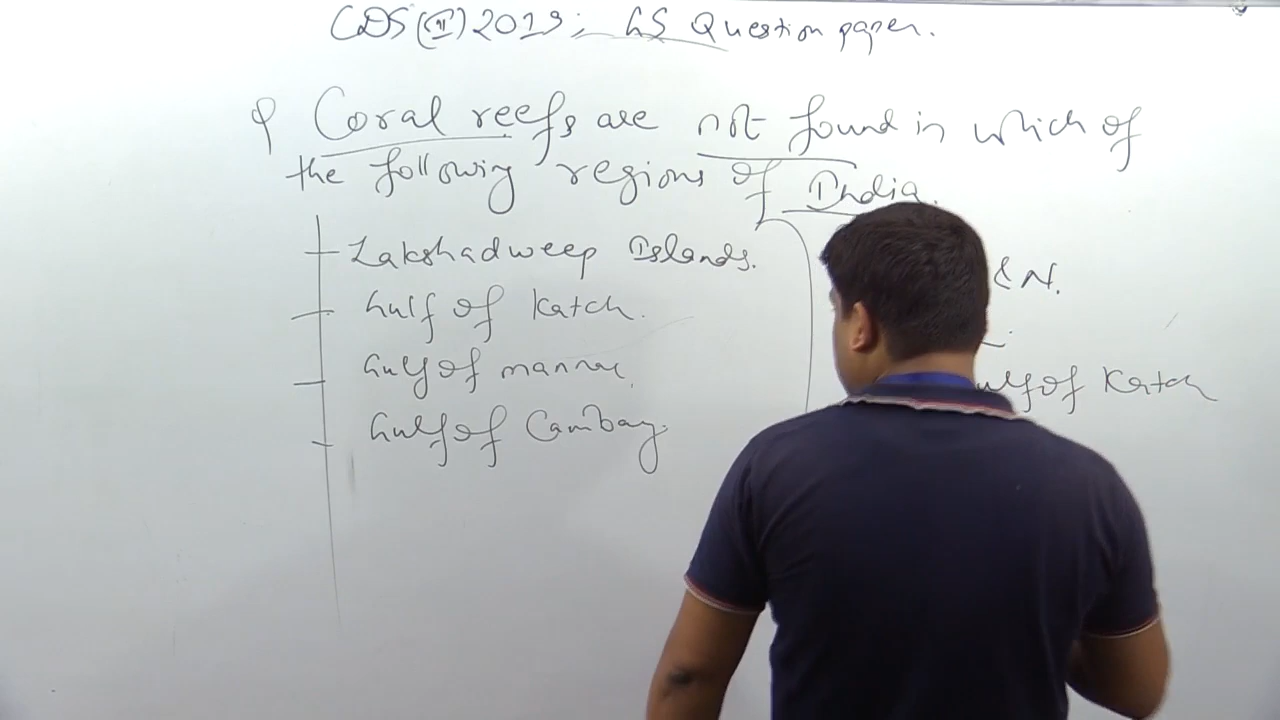 CDS (II) 2019; GS Question paper.
Q Coral reefs are not found in which of
the following regions of India.
Lakshadweep Islands.
Gulf of Katch.
Gulf of mannar.
Gulf of Cambay.
& N.
of Katch